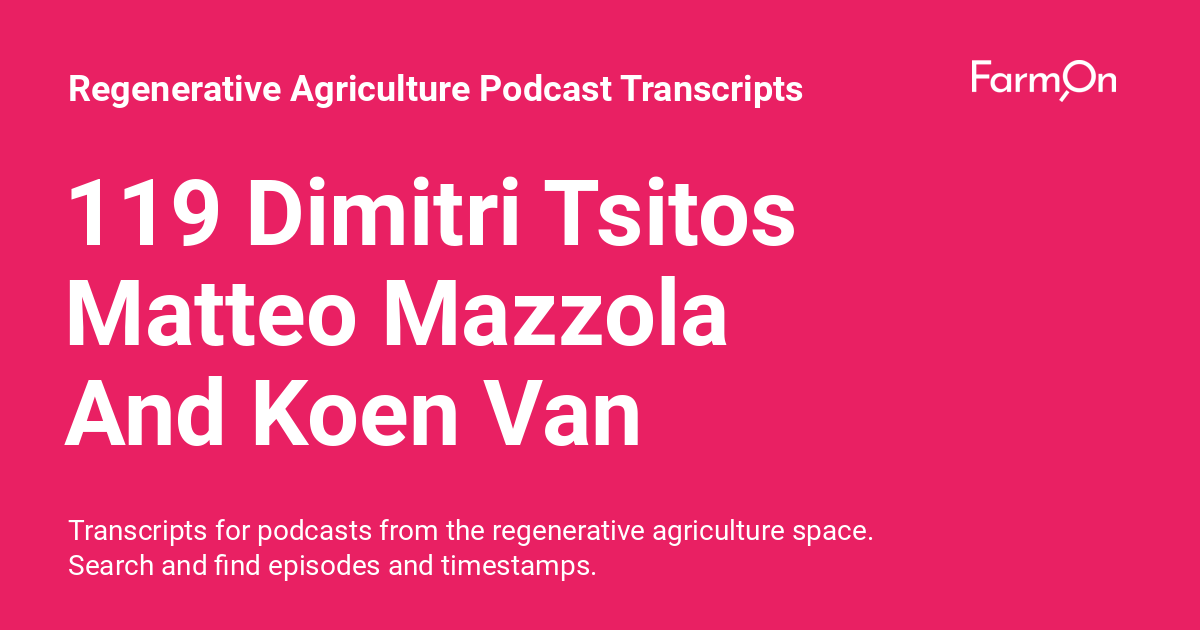 Regenerative Agriculture Podcast Transcripts
FarmOn
119 Dimitri Tsitos
Matteo Mazzola
And Koen Van
Transcripts for podcasts from the regenerative agriculture space.
Search and find episodes and timestamps.